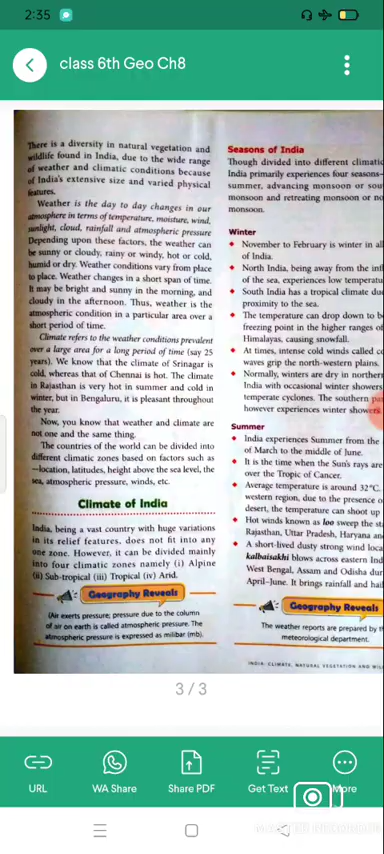 2:35
class 6th Geo Ch8
There is a diversity in natural vegetation and
wildlife found in India, due to the wide range
of weather and climatic conditions because
of India's extensive size and varied physical
features.
Weather is the day to day changes in our
atmosphere in terms of temperature, moisture, wind,
sunlight, cloud, rainfall and atmospheric pressure
Depending upon these factors, the weather can
be sunny or cloudy, rainy or windy, hot or cold,
humid or dry. Weather conditions vary from place
to place. Weather changes in a short span of time.
It may be bright and sunny in the morning, and
cloudy in the afternoon. Thus, weather is the
atmospheric condition in a particular area over a
short period of time.
Climate refers to the weather conditions prevalent
over a large area for a long period of time (say 25
years). We know that the climate of Srinagar is
cold, whereas that of Chennai is hot. The climate
in Rajasthan is very hot in summer and cold in
winter, but in Bengaluru, it is pleasant throughout
the year.
Now, you know that weather and climate are
not one and the same thing.
The countries of the world can be divided into
different climatic zones based on factors such as
—location, latitudes, height above the sea level, the
sea, atmospheric pressure, winds, etc.
Climate of India
India, being a vast country with huge variations
in its relief features, does not fit into any
one zone. However, it can be divided mainly
into four climatic zones namely (i) Alpine
(ii) Sub-tropical (iii) Tropical (iv) Arid.
Geography Reveals
(Air exerts pressure; pressure due to the column
of air on earth is called atmospheric pressure. The
atmospheric pressure is expressed as milibar (mb).
Seasons of India
Though divided into different climatic
India primarily experiences four seasons—
summer, advancing monsoon or sou
monsoon and retreating monsoon or no
monsoon.
Winter
November to February is winter in all
of India.
North India, being away from the inf
of the sea, experiences low temperatu
South India has a tropical climate du
proximity to the sea.
The temperature can drop down to b
freezing point in the higher ranges of
Himalayas, causing snowfall.
At times, intense cold winds called c
waves grip the north-western plains.
Normally, winters are dry in northern
India with occasional winter showers
temperate cyclones. The southern pa
however experiences winter showers
Summer
India experiences Summer from the
of March to the middle of June.
It is the time when the Sun's rays are
over the Tropic of Cancer.
Average temperature is around 32°C.
western region, due to the presence o
desert, the temperature can shoot up
Hot winds known as loo sweep the sta
Rajasthan, Uttar Pradesh, Haryana an
A short-lived dusty strong wind loca
kalbaisakhi blows across eastern Ind
West Bengal, Assam and Odisha dur
April–June. It brings rainfall and hail
Geography Reveals
The weather reports are prepared by t
meteorological department.
INDIA: CLIMATE, NATURAL VEGETATION AND WIL
3 / 3
URL
WA Share
Share PDF
Get Text
More